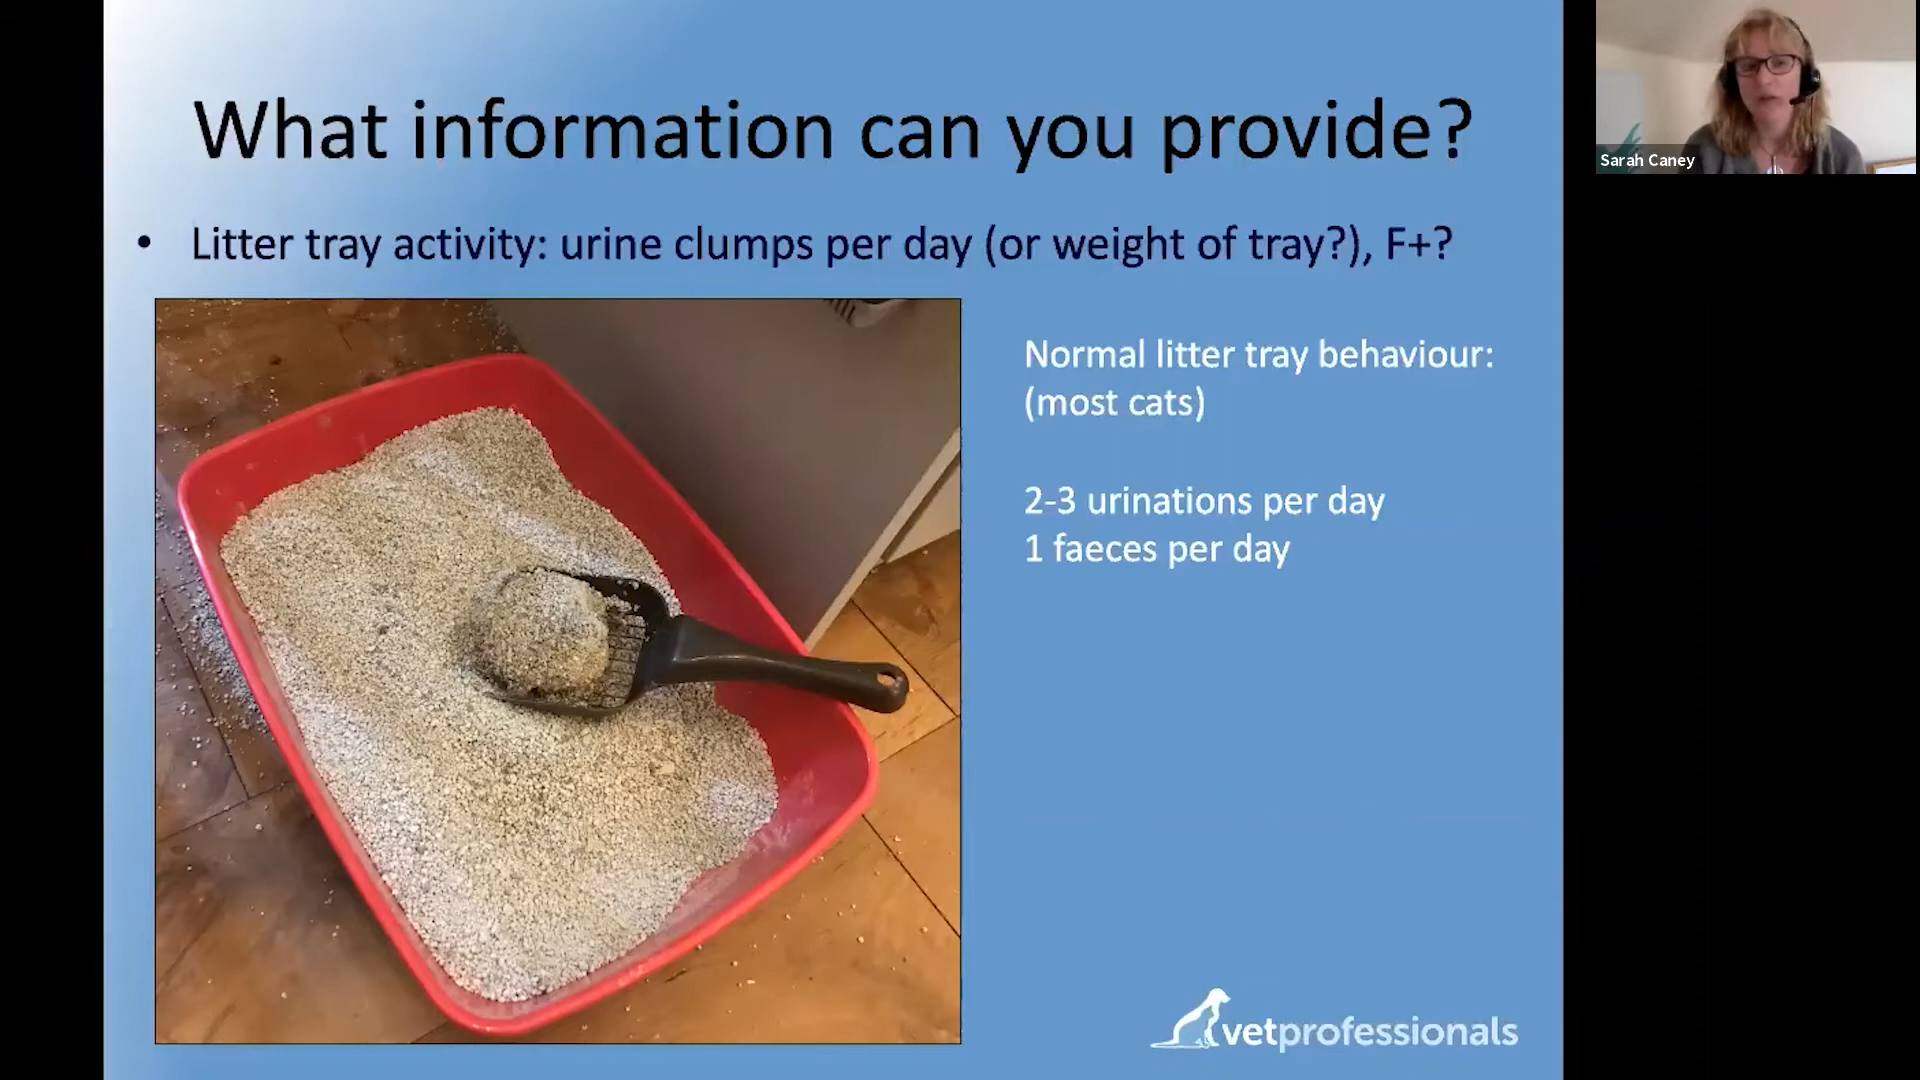 What information can you provide?
• Litter tray activity: urine clumps per day (or weight of tray?), F+?
Normal litter tray behaviour:
(most cats)
2-3 urinations per day
1 faeces per day
vetprofessionals
Sarah Caney